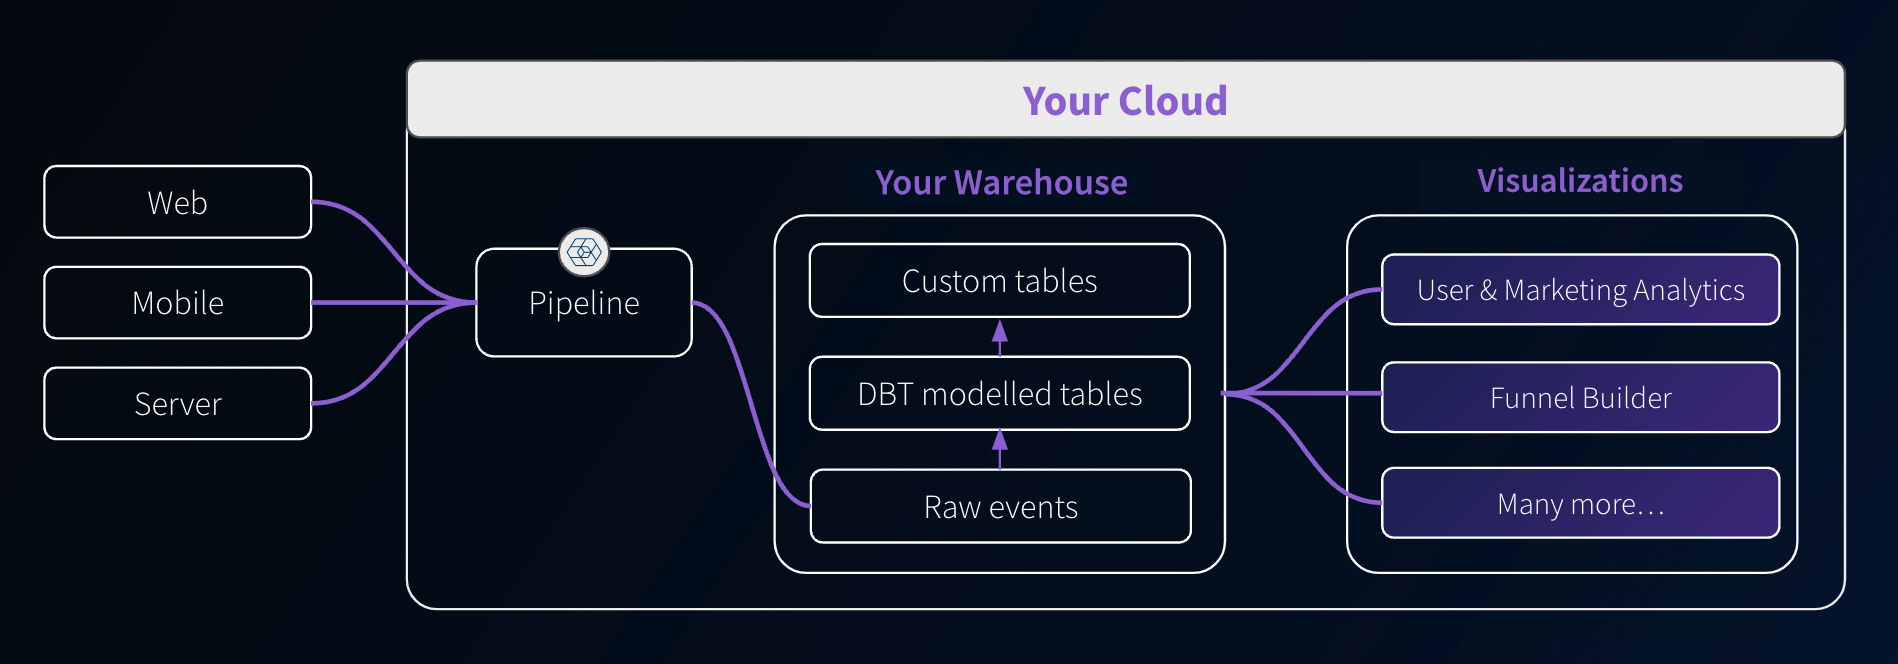 Your Cloud
Web
Mobile
Server
Pipeline
Your Warehouse
Custom tables
DBT modelled tables
Raw events
Visualizations
User & Marketing Analytics
Funnel Builder
Many more...